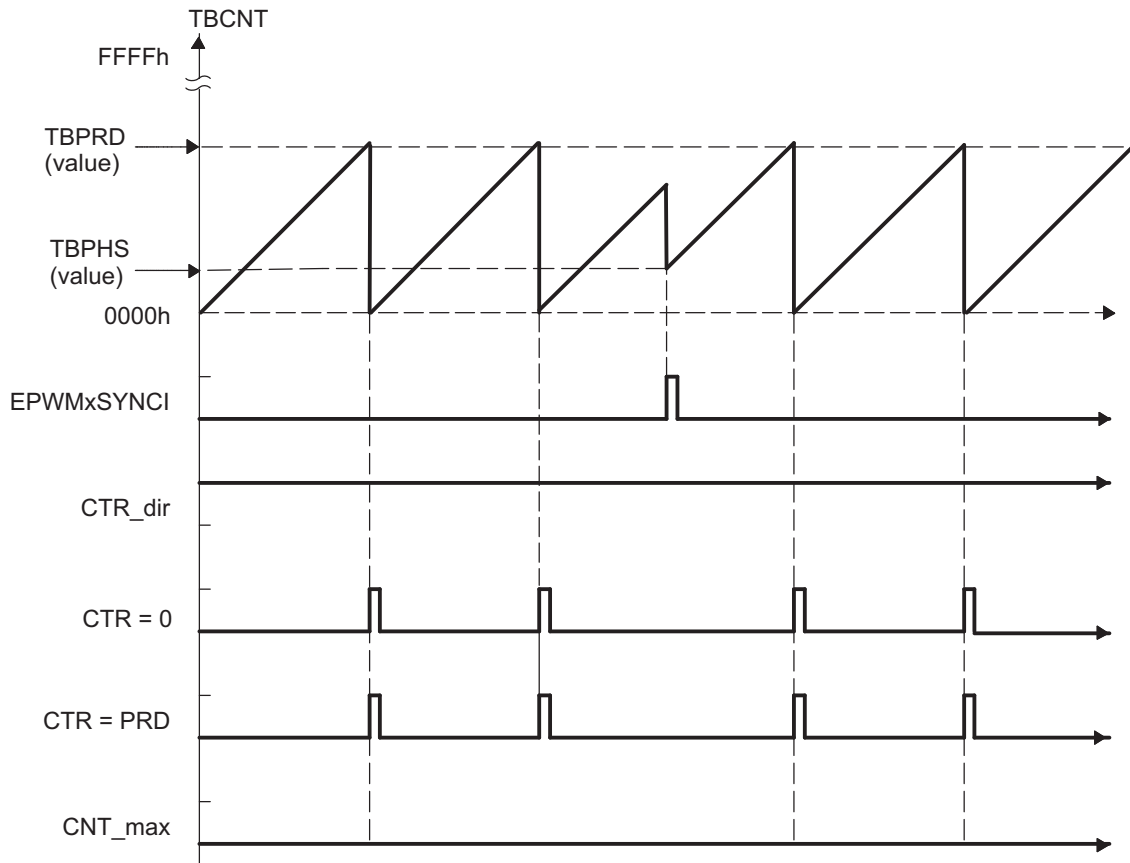 TBCNT
FFFFh
TBPRD
(value)
TBPHS
(value)
0000h
EPWMxSYNCI
CTR_dir
CTR = 0
CTR = PRD
CNT_max